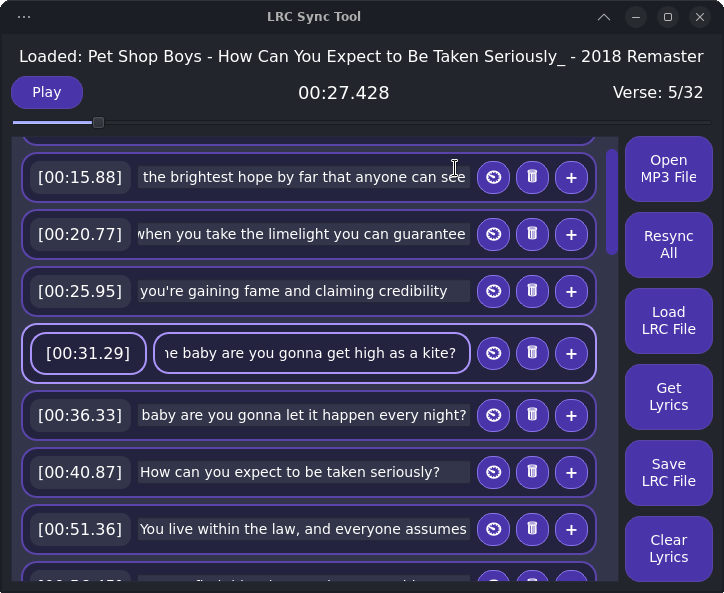 LRC Sync Tool
Loaded: Pet Shop Boys - How Can You Expect to Be Taken Seriously_ - 2018 Remaster
Play
00:27.428
Verse: 5/32
[00:15.88] the brightest hope by far that anyone can see
[00:20.77] when you take the limelight you can guarantee
[00:25.95] you're gaining fame and claiming credibility
[00:31.29] baby are you gonna get high as a kite?
[00:36.33] baby are you gonna let it happen every night?
[00:40.87] How can you expect to be taken seriously?
[00:51.36] You live within the law, and everyone assumes
Open
MP3 File
Resync
All
Load
LRC File
Get
Lyrics
Save
LRC File
Clear
Lyrics